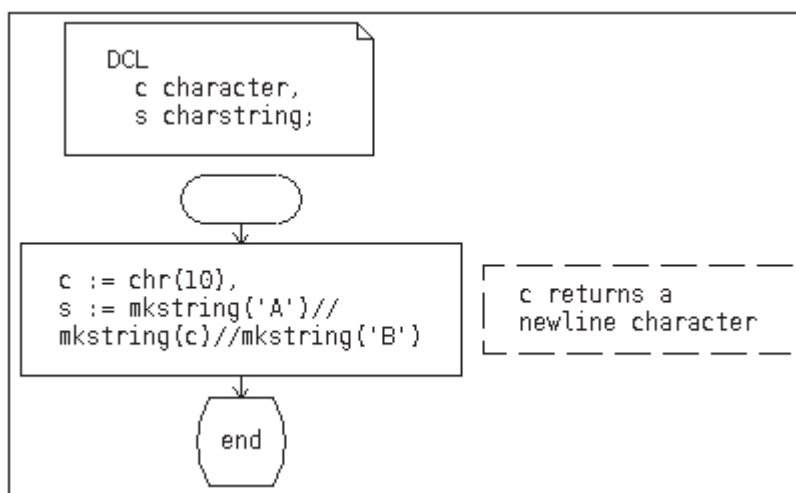 DCL
c character,
s charstring;
c := chr(10),
s := mkstring('A')//
mkstring(c)//mkstring('B')
c returns a
newline character
end